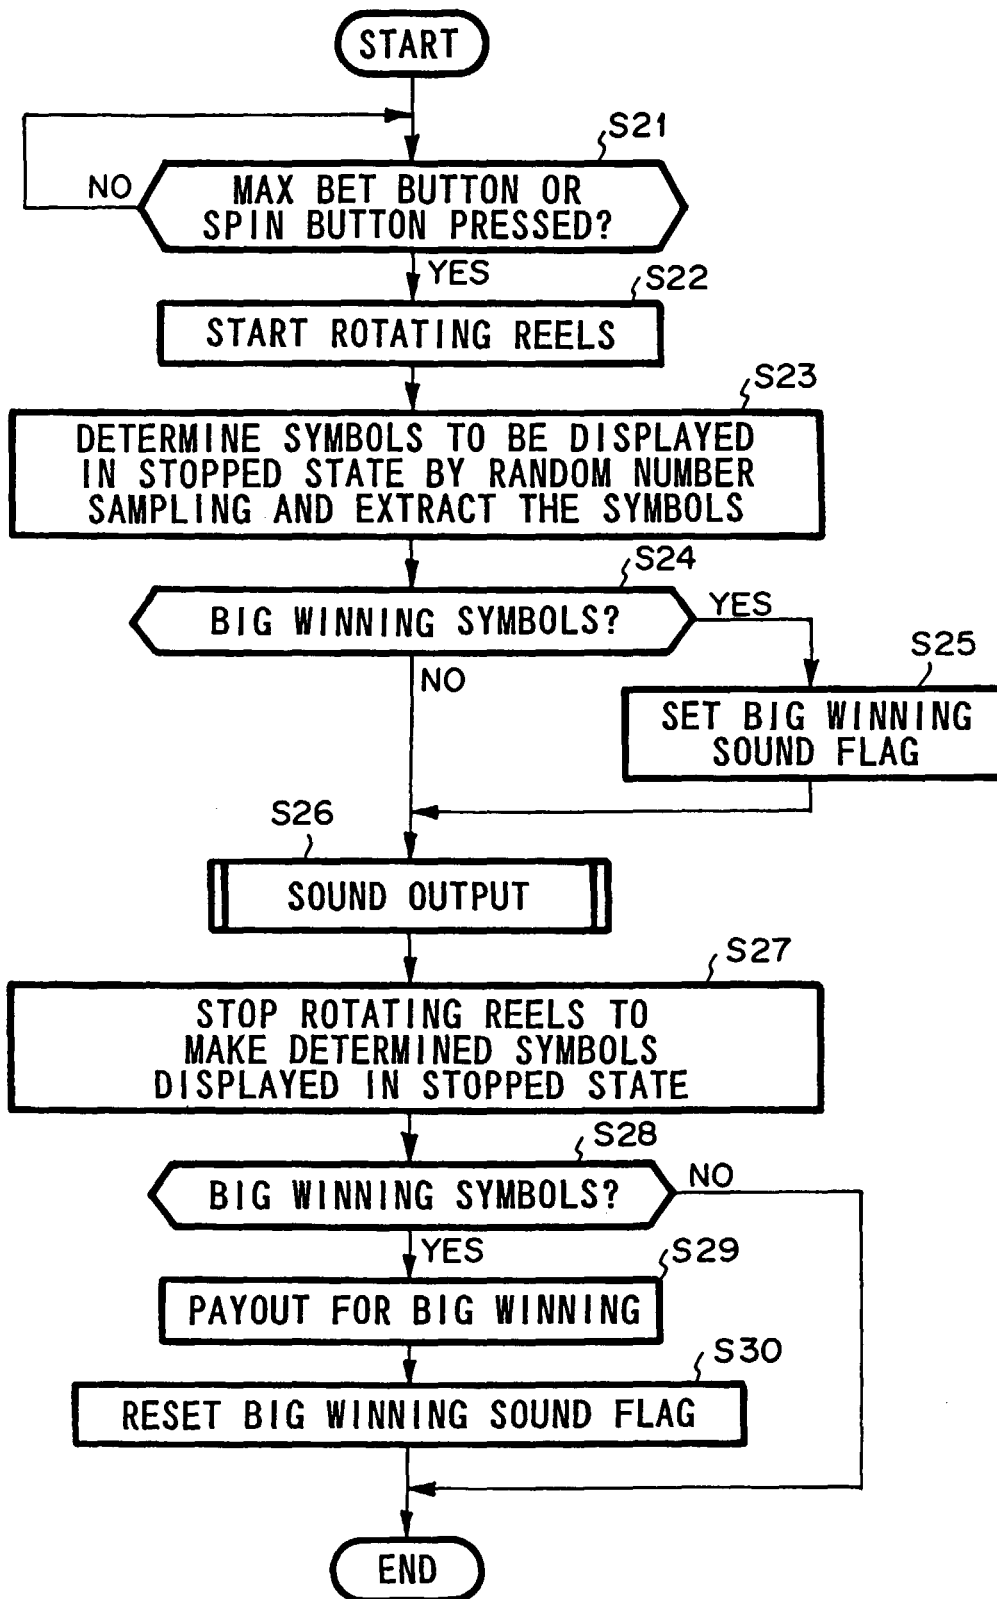 START
S21
NO
MAX BET BUTTON OR
SPIN BUTTON PRESSED?
YES
S22
START ROTATING REELS
S23
DETERMINE SYMBOLS TO BE DISPLAYED
IN STOPPED STATE BY RANDOM NUMBER
SAMPLING AND EXTRACT THE SYMBOLS
S24
BIG WINNING SYMBOLS?
YES
NO
S25
SET BIG WINNING
SOUND FLAG
S26
SOUND OUTPUT
S27
STOP ROTATING REELS TO
MAKE DETERMINED SYMBOLS
DISPLAYED IN STOPPED STATE
S28
BIG WINNING SYMBOLS?
NO
YES
S29
PAYOUT FOR BIG WINNING
S30
RESET BIG WINNING SOUND FLAG
END